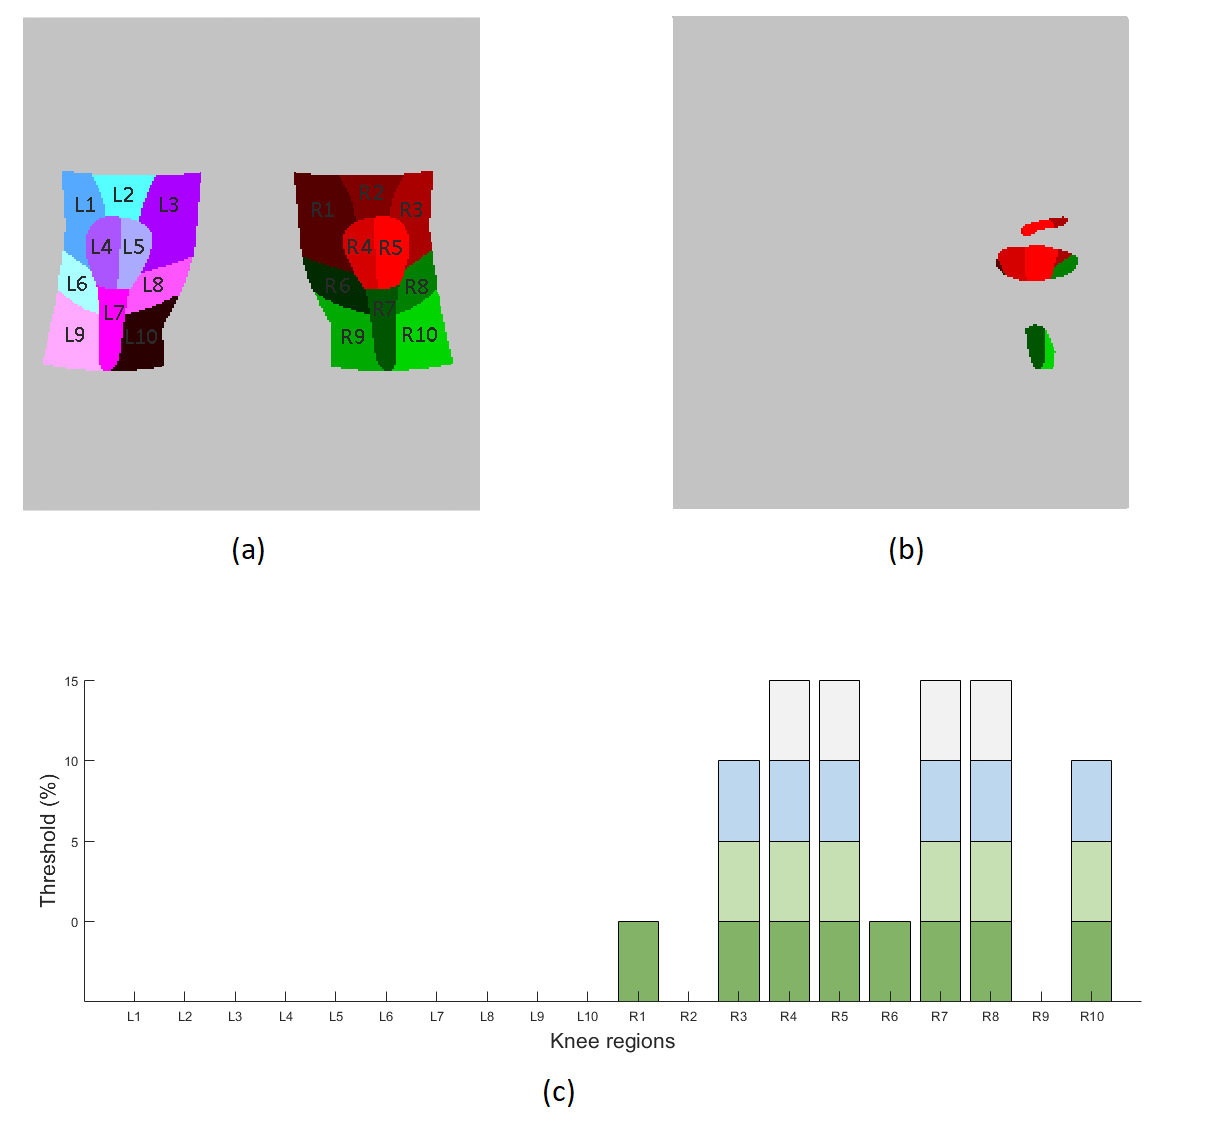 L1 L2 L3 R1 R2 R3
L4 L5 R4 R5
L6 L8 R6 R8
L7 R7
L9 L10 R9 R10
(a) (b)
15
10
5
0
Threshold (%)
L1 L2 L3 L4 L5 L6 L7 L8 L9 L10 R1 R2 R3 R4 R5 R6 R7 R8 R9 R10
Knee regions
(c)